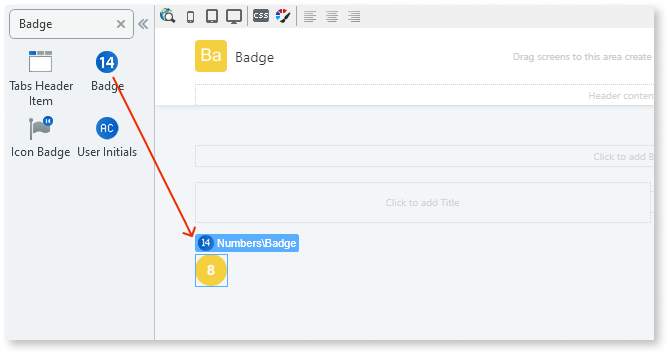 Badge
Tabs Header
Item
14
Badge
14
Icon Badge
AC
User Initials
CSS
Ba
Badge
Drag screens to this area create
Header conten
Click to add B
Click to add Title
14 Numbers\Badge
8